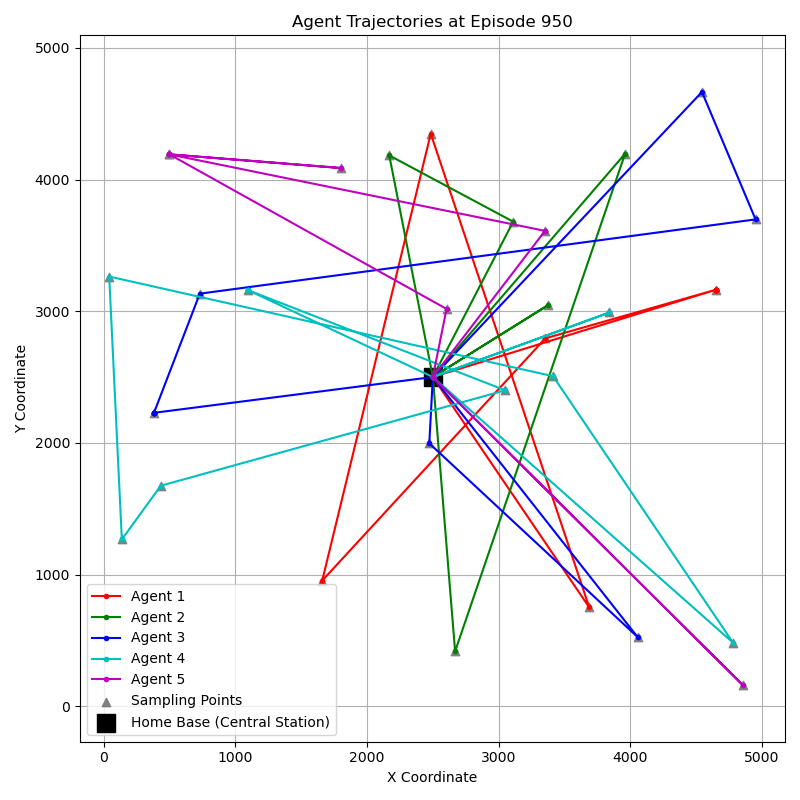 Agent Trajectories at Episode 950
Y Coordinate
5000
4000
3000
2000
1000
0
Agent 1
Agent 2
Agent 3
Agent 4
Agent 5
Sampling Points
Home Base (Central Station)
0 1000 2000 3000 4000 5000
X Coordinate